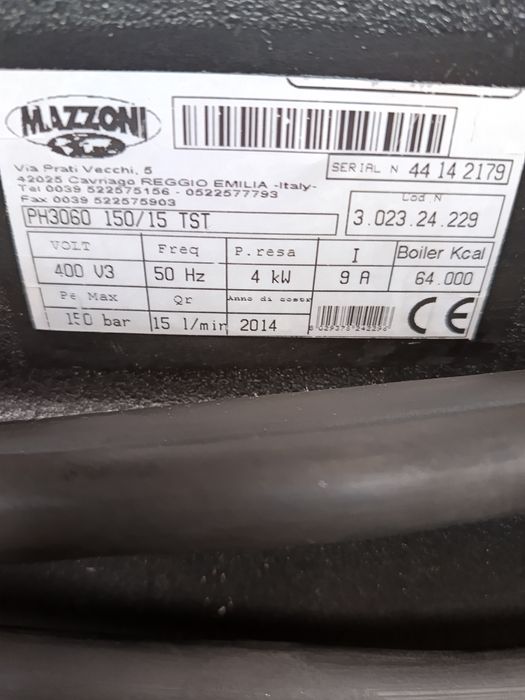 MAZZONI
Via Prati Vecchi, 5
42025 Cavriago REGGIO EMILIA -Italy-
Tel 0039 522575156 - 0522577793
Fax 0039 522575903
SERIAL N 44 14 2179
PH3060 150/15 TST
Cod.N
3.023.24.229
VOLT Freq P.resa I Boiler Kcal
400 V3 50 Hz 4 kW 9 A 64.000
Pe Max Qr Anno di costr
150 bar 15 l/min 2014 CE